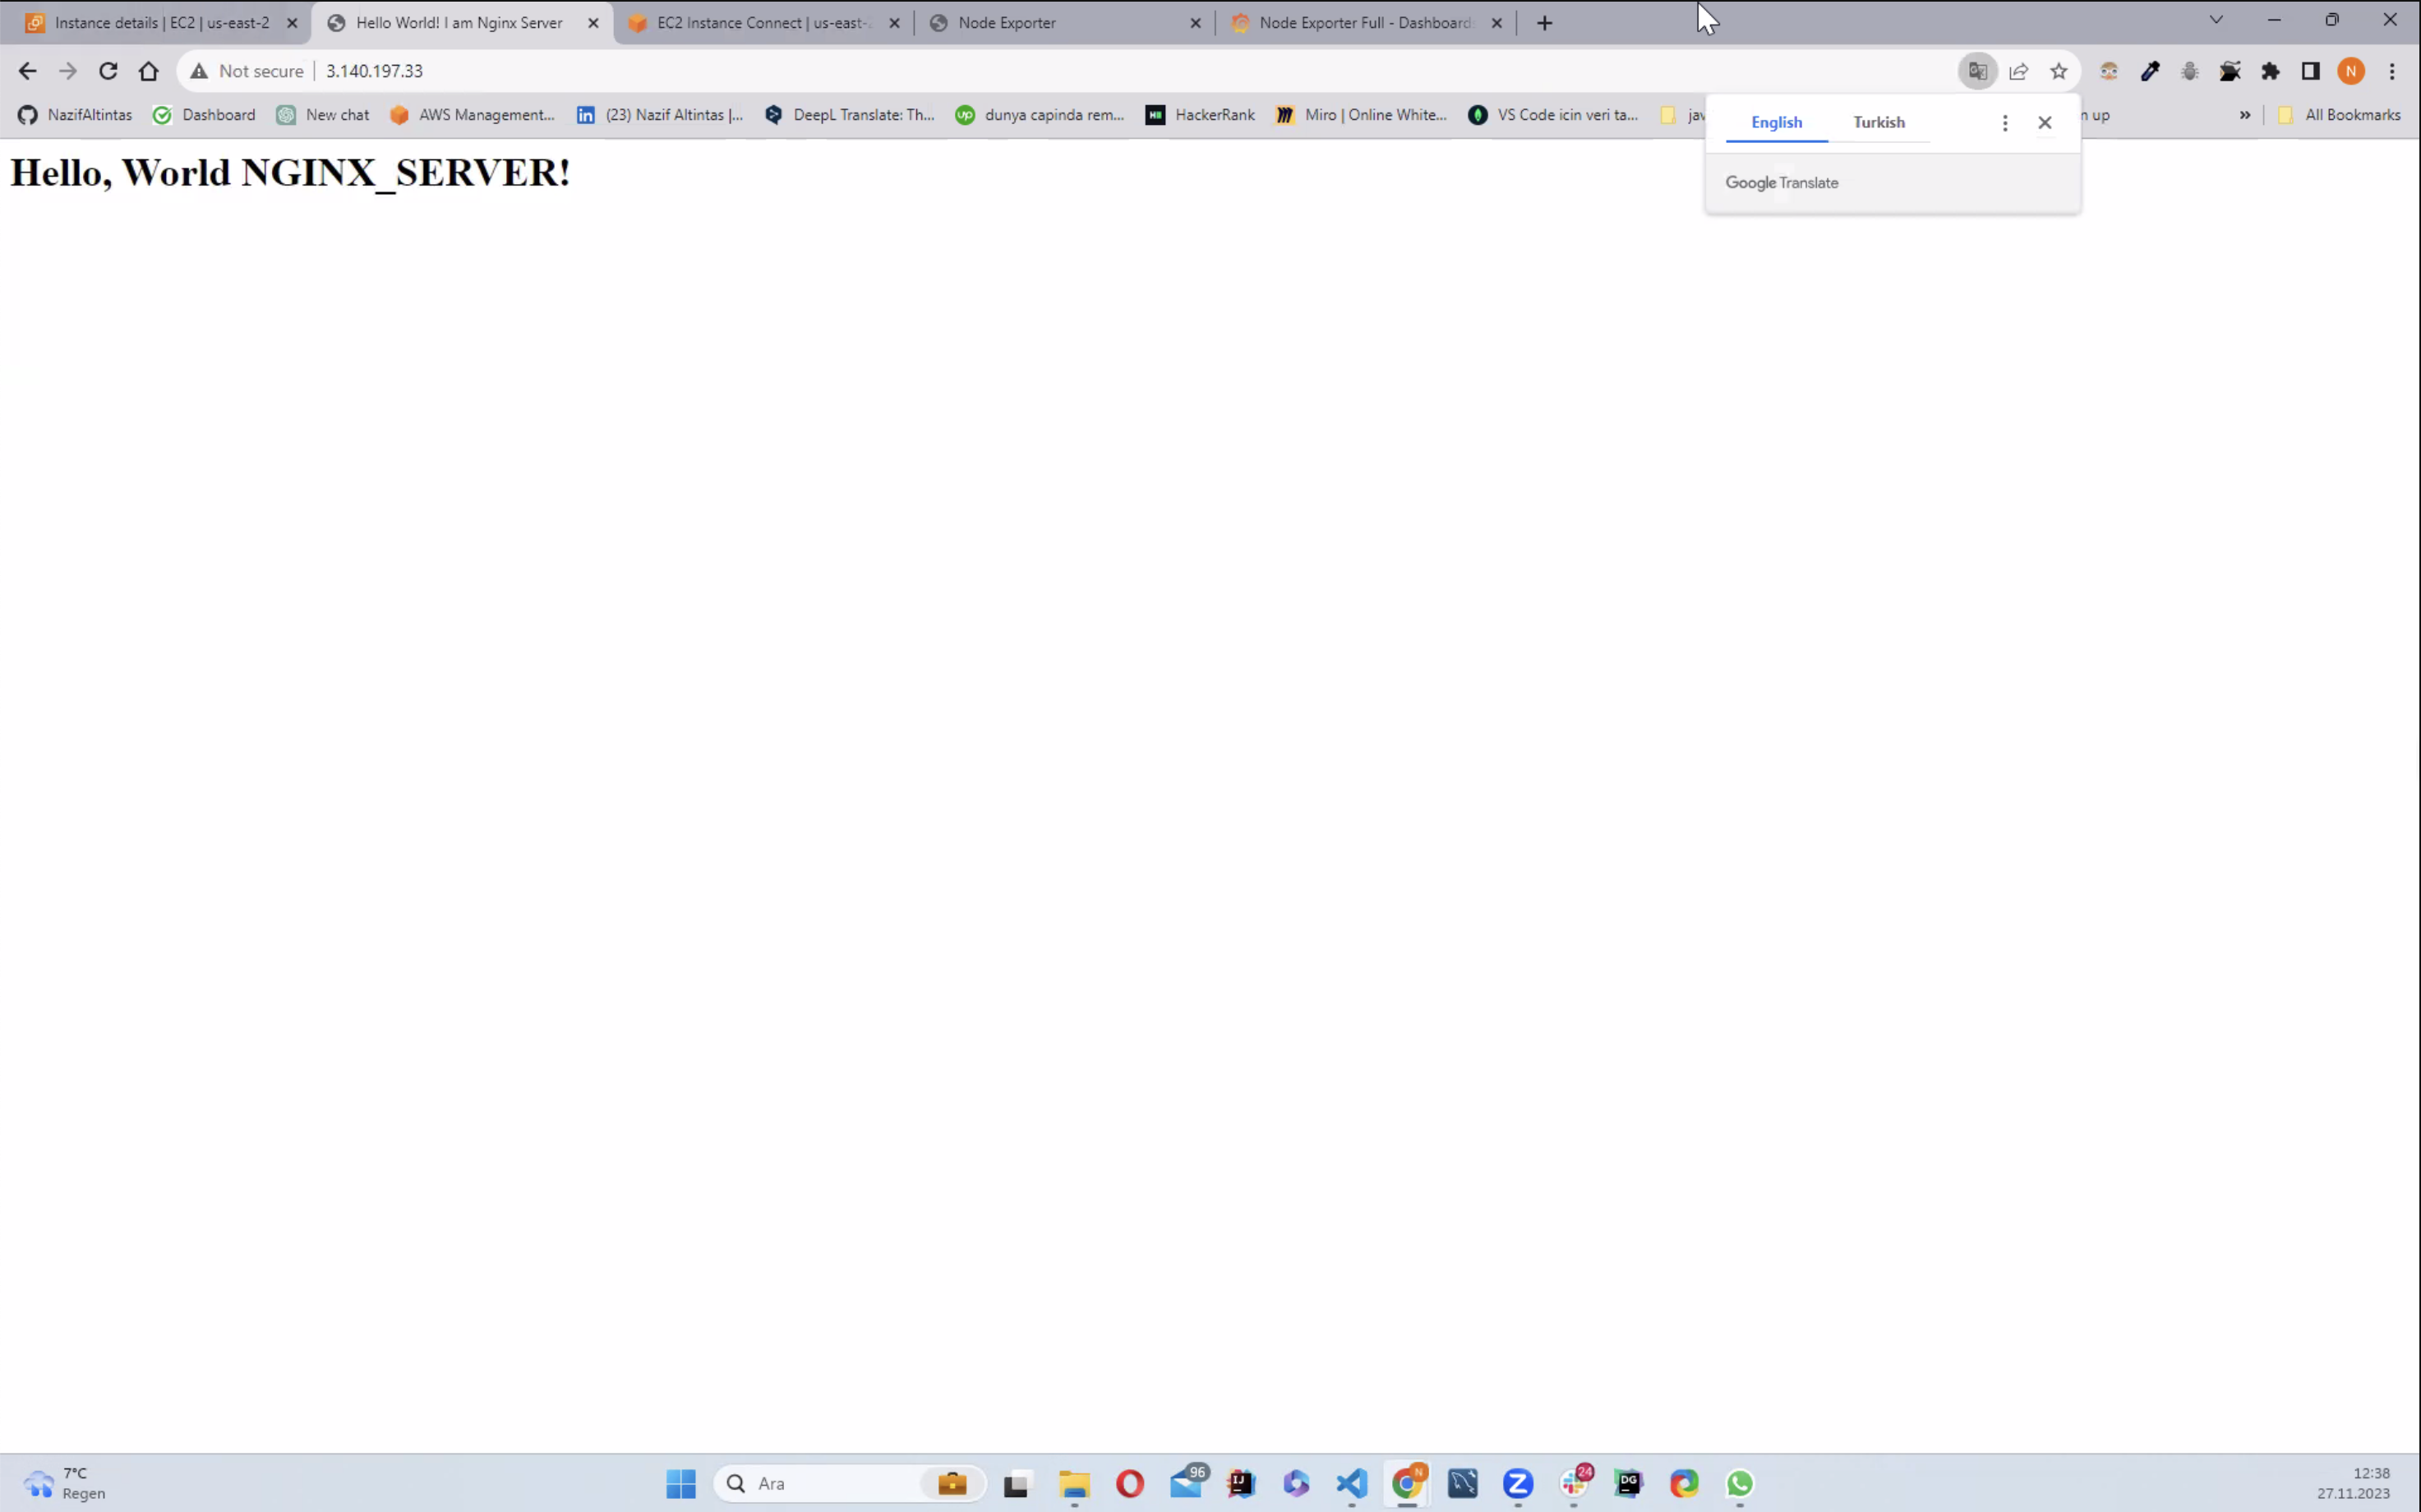 Instance details | EC2 | us-east-2
Hello World! I am Nginx Server
EC2 Instance Connect | us-east-
Node Exporter
Node Exporter Full - Dashboard
Not secure | 3.140.197.33
N
NazifAltintas
Dashboard
New chat
AWS Management...
(23) Nazif Altintas |...
DeepL Translate: Th...
dunya capinda rem...
HackerRank
Miro | Online White...
VS Code icin veri ta...
n up
All Bookmarks
English
Turkish
Google Translate
Hello, World NGINX_SERVER!
7°C
Regen
Ara
96
24
12:38
27.11.2023